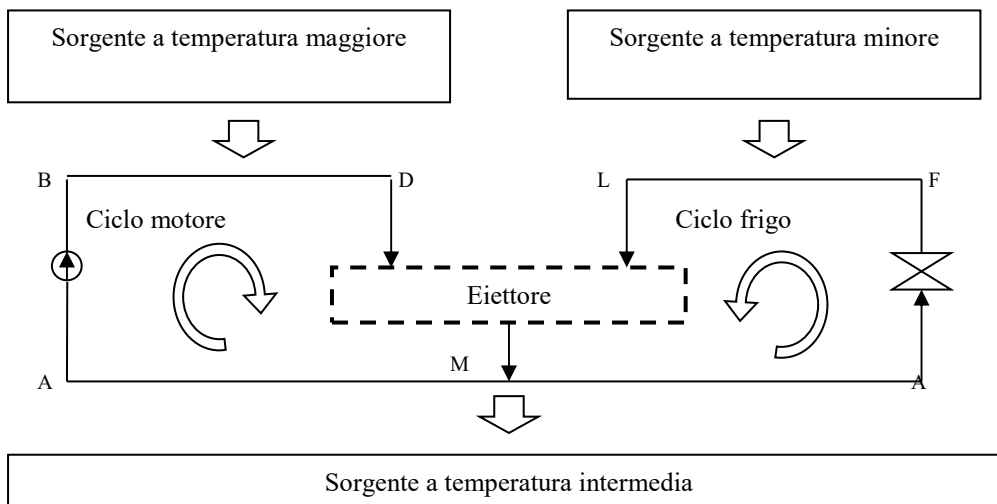 Sorgente a temperatura maggiore
Sorgente a temperatura minore
B
D
L
F
Ciclo motore
Ciclo frigo
Eiettore
M
A
A
Sorgente a temperatura intermedia